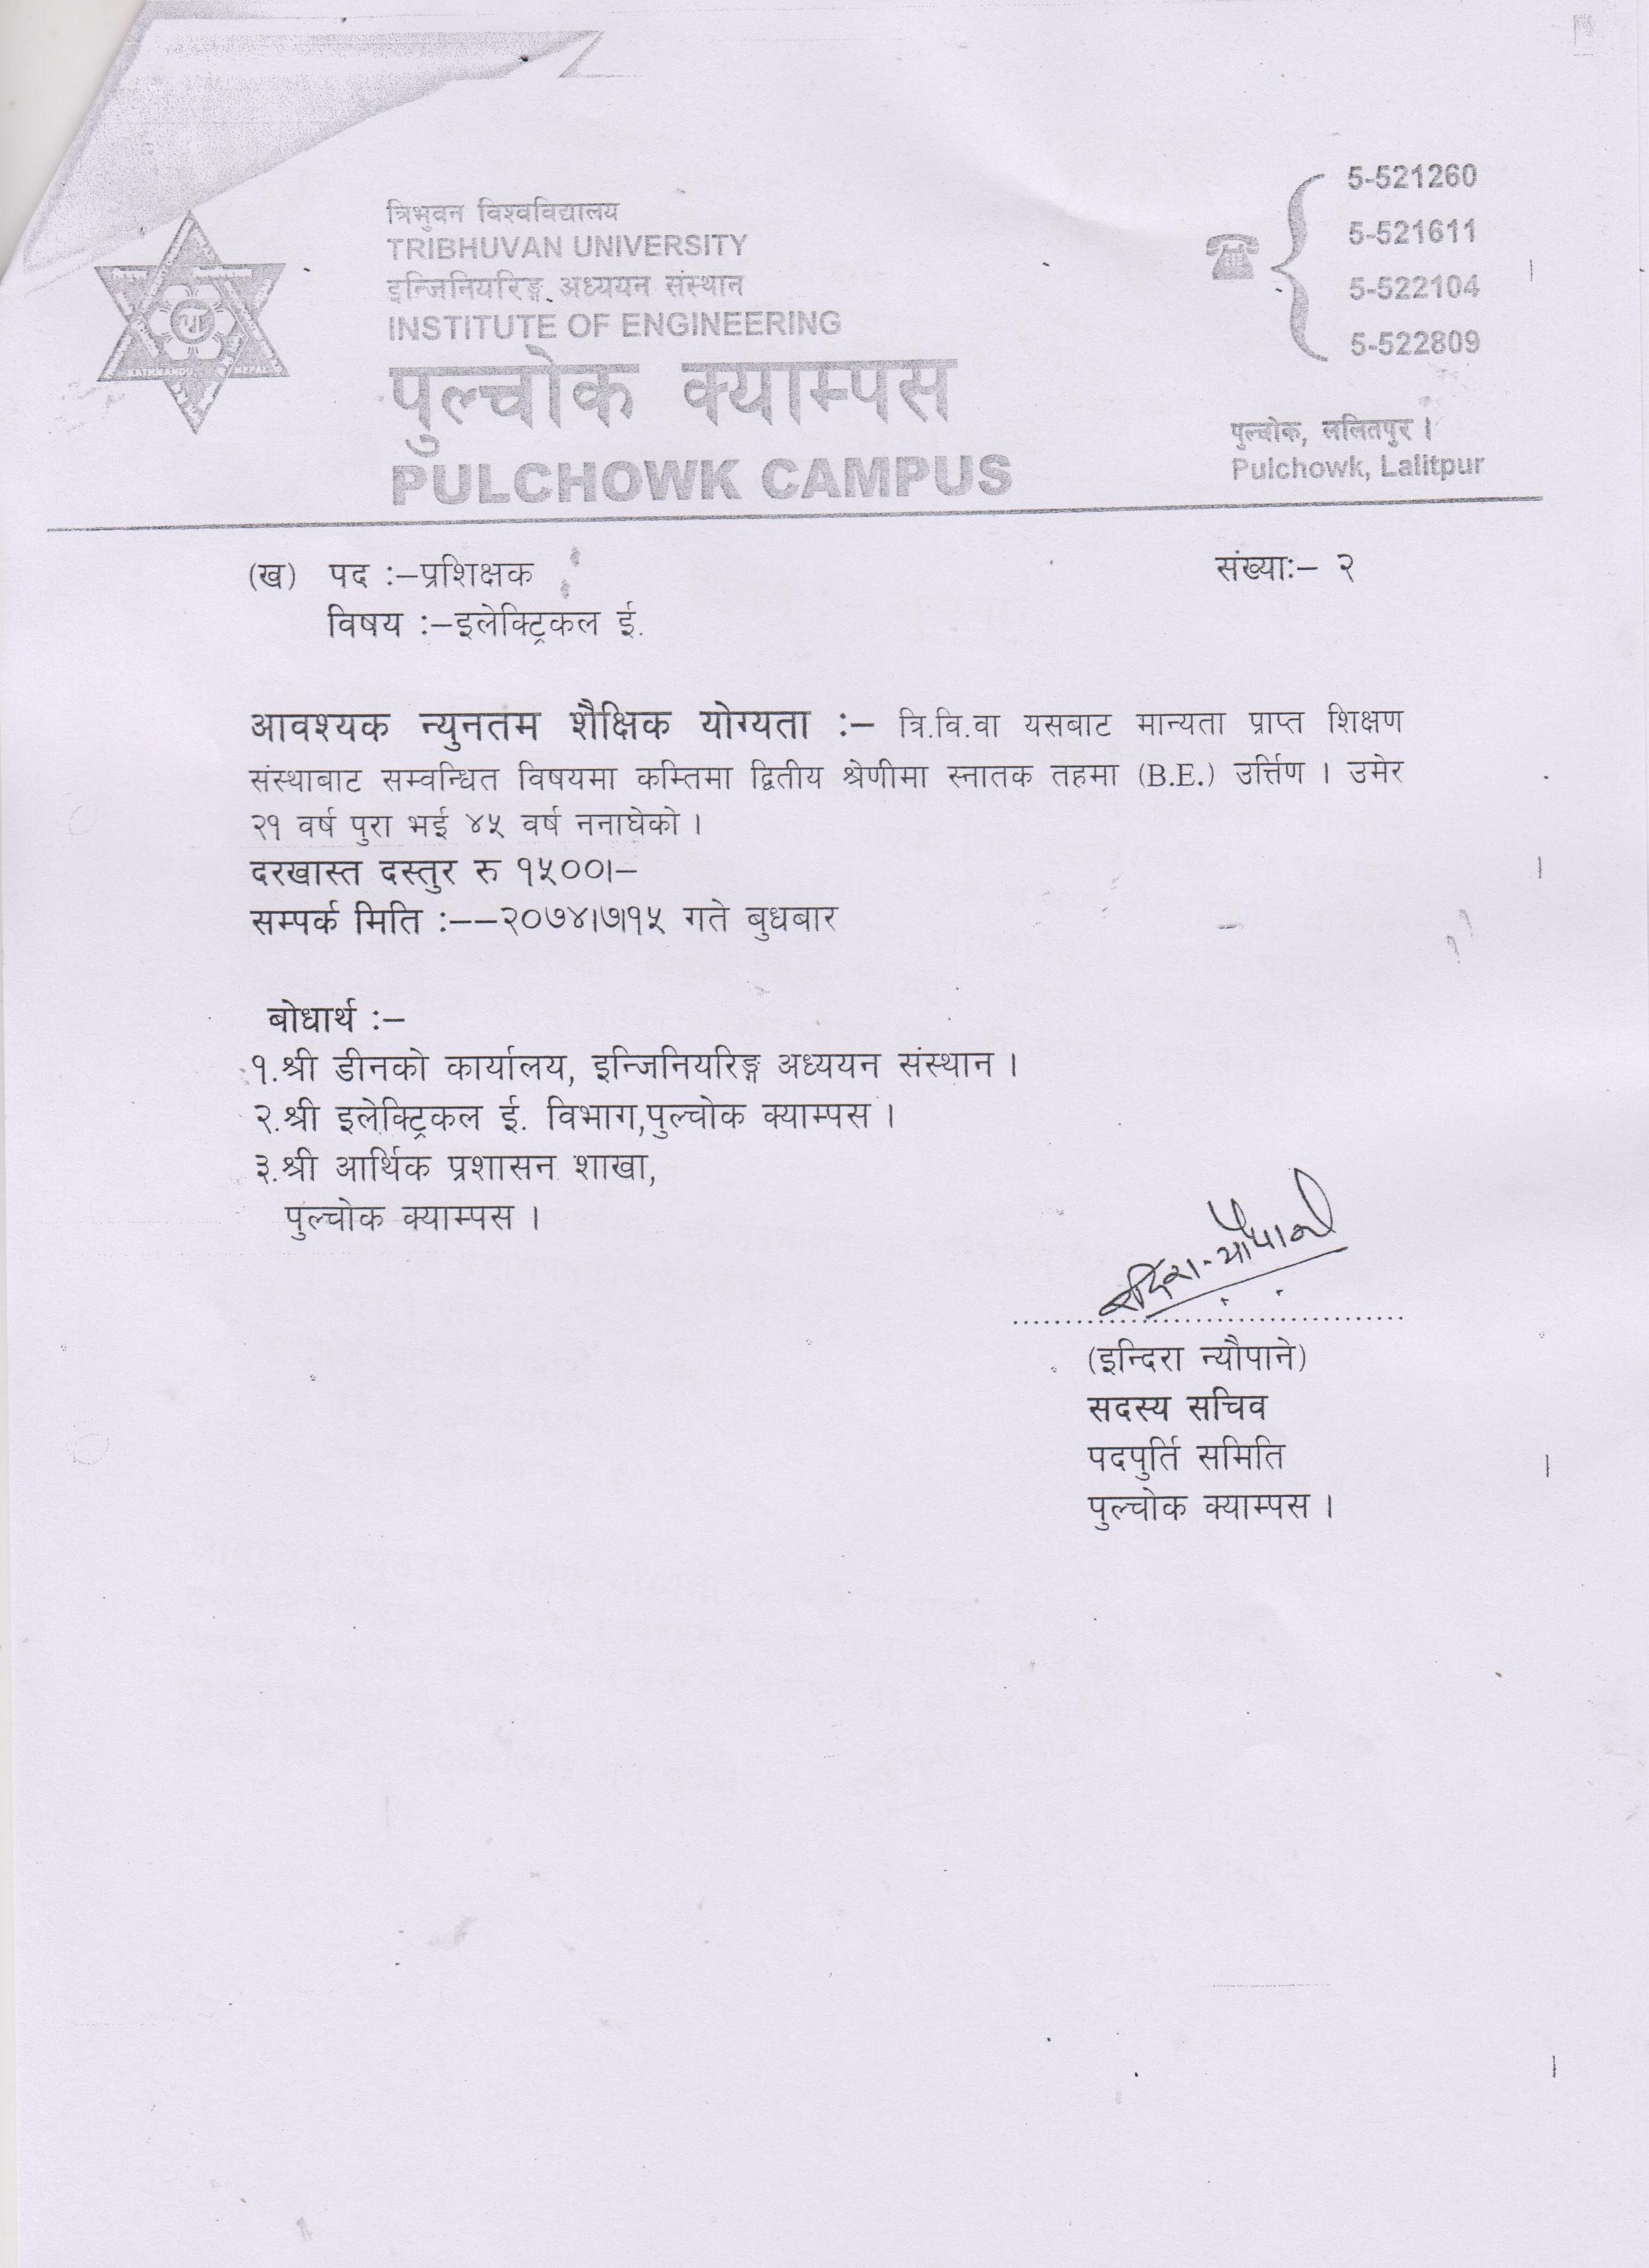 त्रिभुवन विश्वविद्यालय
TRIBHUVAN UNIVERSITY
इन्जिनियरिङ्ग अध्ययन संस्थान
INSTITUTE OF ENGINEERING
पुल्चोक क्याम्पस
PULCHOWK CAMPUS
KATHMANDU NEPAL
5-521260
5-521611
5-522104
5-522809
पुल्चोक, ललितपुर ।
Pulchowk, Lalitpur
(ख) पद :–प्रशिक्षक संख्याः– २
विषय :–इलेक्ट्रिकल ई.
आवश्यक न्युनतम शैक्षिक योग्यता :– त्रि.वि.वा यसबाट मान्यता प्राप्त शिक्षण
संस्थाबाट सम्वन्धित विषयमा कम्तिमा द्वितीय श्रेणीमा स्नातक तहमा (B.E.) उर्त्तिण । उमेर
२१ वर्ष पुरा भई ४५ वर्ष ननाघेको ।
दरखास्त दस्तुर रु १५००।–
सम्पर्क मिति :––२०७४।७।१५ गते बुधबार
बोधार्थ :–
१.श्री डीनको कार्यालय, इन्जिनियरिङ्ग अध्ययन संस्थान ।
२.श्री इलेक्ट्रिकल ई. विभाग,पुल्चोक क्याम्पस ।
३.श्री आर्थिक प्रशासन शाखा,
पुल्चोक क्याम्पस ।
(इन्दिरा न्यौपाने)
सदस्य सचिव
पदपुर्ति समिति
पुल्चोक क्याम्पस ।